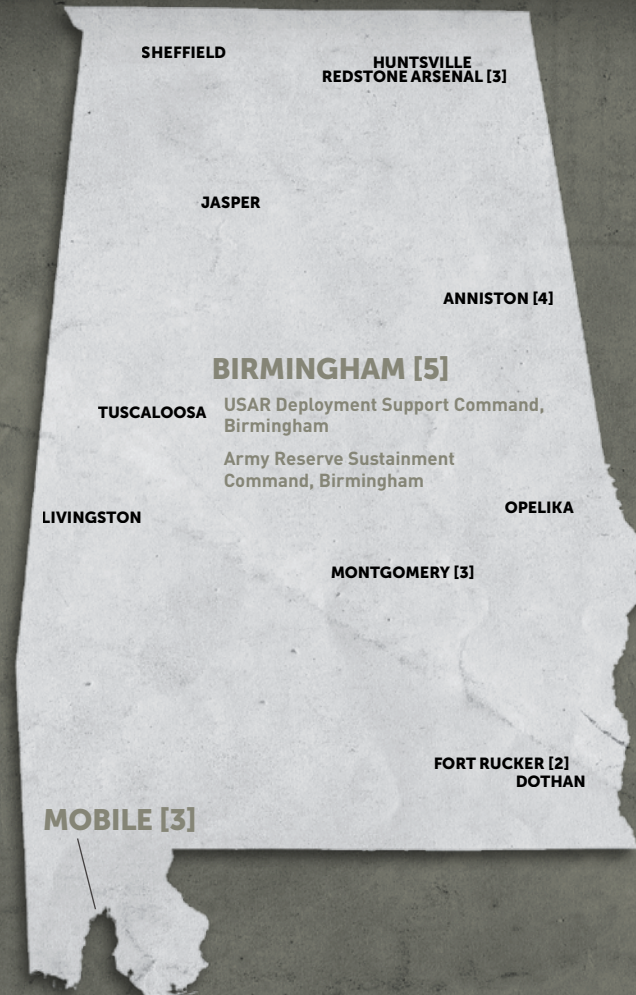 SHEFFIELD
HUNTSVILLE
REDSTONE ARSENAL [3]
JASPER
ANNISTON [4]
BIRMINGHAM [5]
USAR Deployment Support Command,
Birmingham
Army Reserve Sustainment
Command, Birmingham
TUSCALOOSA
OPELIKA
LIVINGSTON
MONTGOMERY [3]
FORT RUCKER [2]
DOTHAN
MOBILE [3]